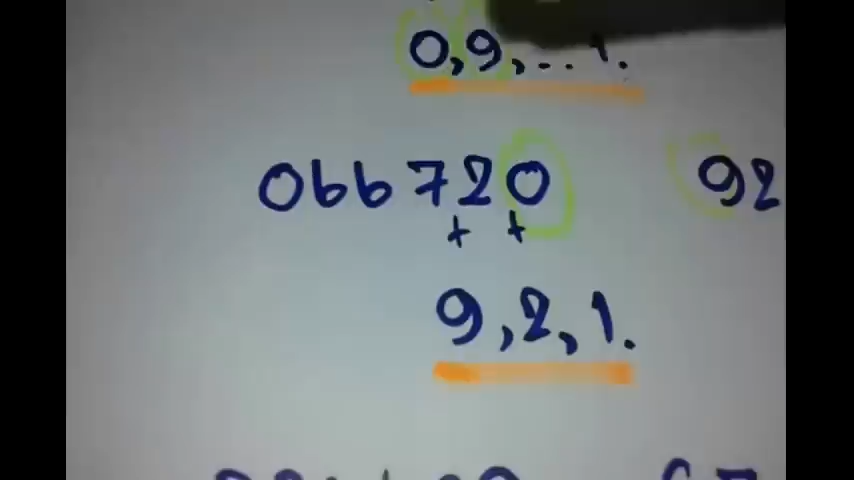 0,9,...1.
066720 92
+ +
9,2,1.